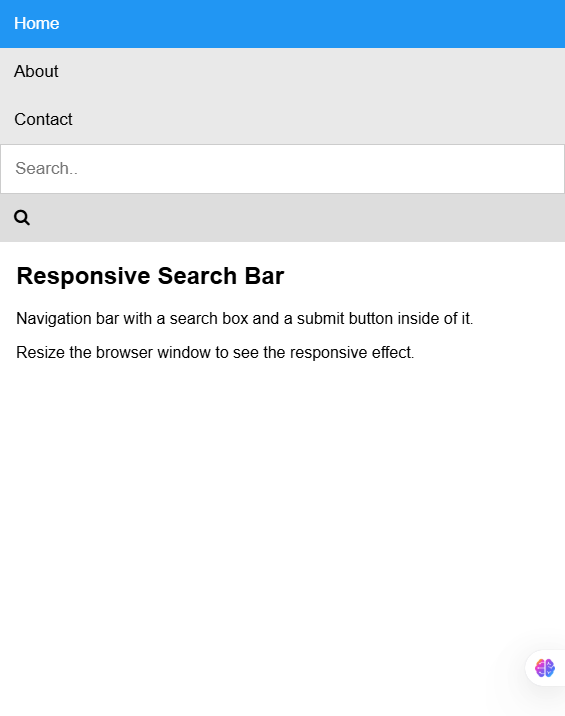 Home
About
Contact
Search..
Responsive Search Bar
Navigation bar with a search box and a submit button inside of it.
Resize the browser window to see the responsive effect.